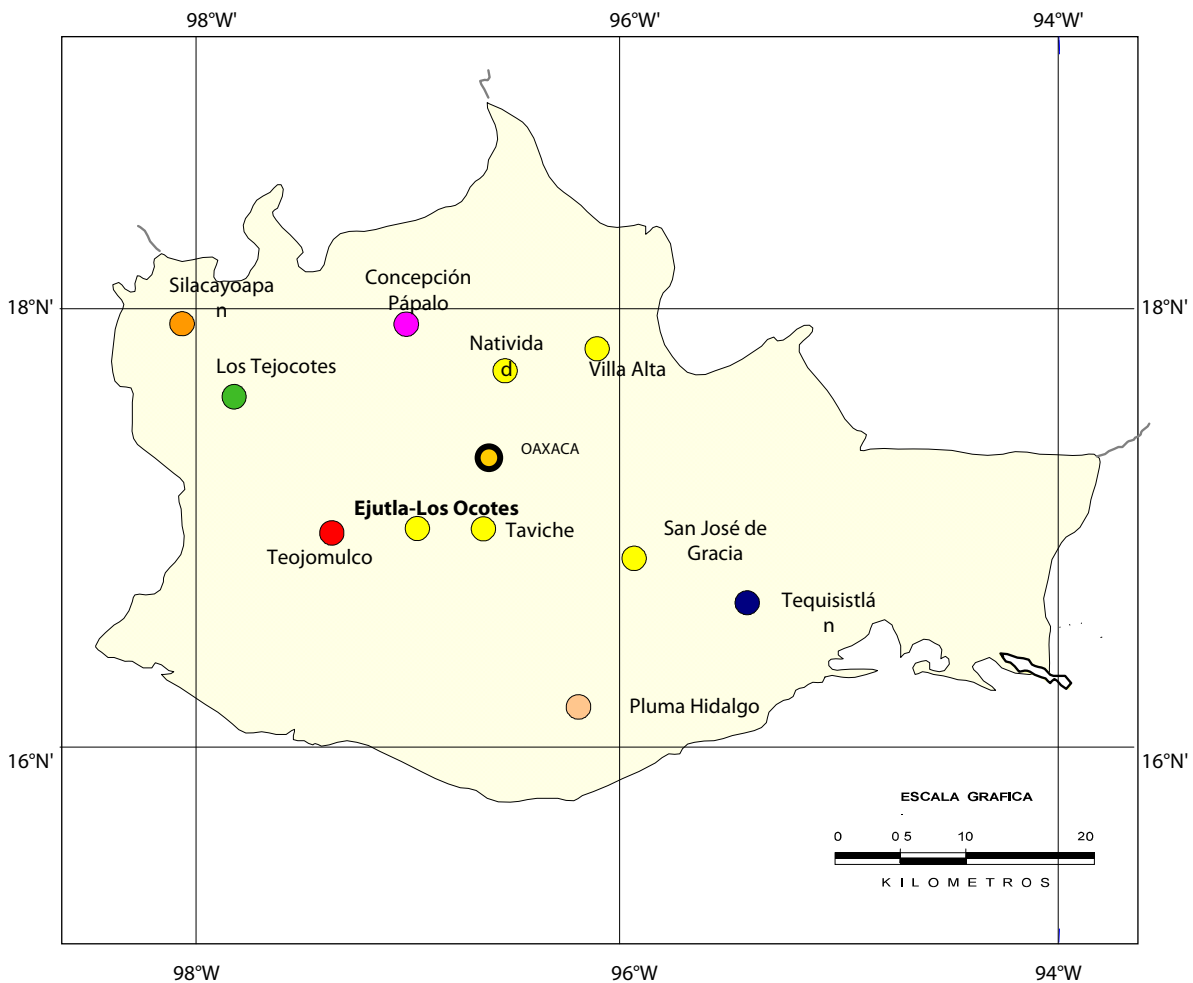 98°W'
96°W'
94°W'
Concepción
Pápalo
Silacayoapa
n
18°N'
18°N'
Nativida
d
Villa Alta
Los Tejocotes
OAXACA
Ejutla-Los Ocotes
Taviche
San José de
Gracia
Teojomulco
Tequisistlá
n
Pluma Hidalgo
16°N'
16°N'
ESCALA GRAFICA
0 0 5 10 20
KILOMETROS
98°W'
96°W'
94°W